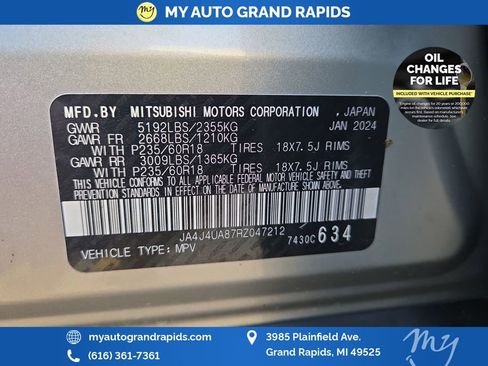 my MY AUTO GRAND RAPIDS
OIL
CHANGES
FOR LIFE
INCLUDED WITH VEHICLE PURCHASE*
MFD.BY MITSUBISHI MOTORS CORPORATION . JAPAN
GVWR 5192LBS/2355KG JAN 2024
GAWR FR 2668LBS/1210KG
WITH P235/60R18 TIRES 18X7.5J RIMS
GAWR RR 3009LBS/1365KG
WITH P235/60R18 TIRES 18X7.5J RIMS
THIS VEHICLE CONFORMS TO ALL APPLICABLE FEDERAL MOTOR VEHICLE SAFETY, BUMPER, AND THEFT
PREVENTION STANDARDS IN EFFECT ON THE DATE OF MANUFACTURE SHOWN ABOVE.
JA4J4UA87RZ047212
VEHICLE TYPE: MPV 7430C 634
myautograndrapids.com
(616) 361-7361
3985 Plainfield Ave.
Grand Rapids, MI 49525
my